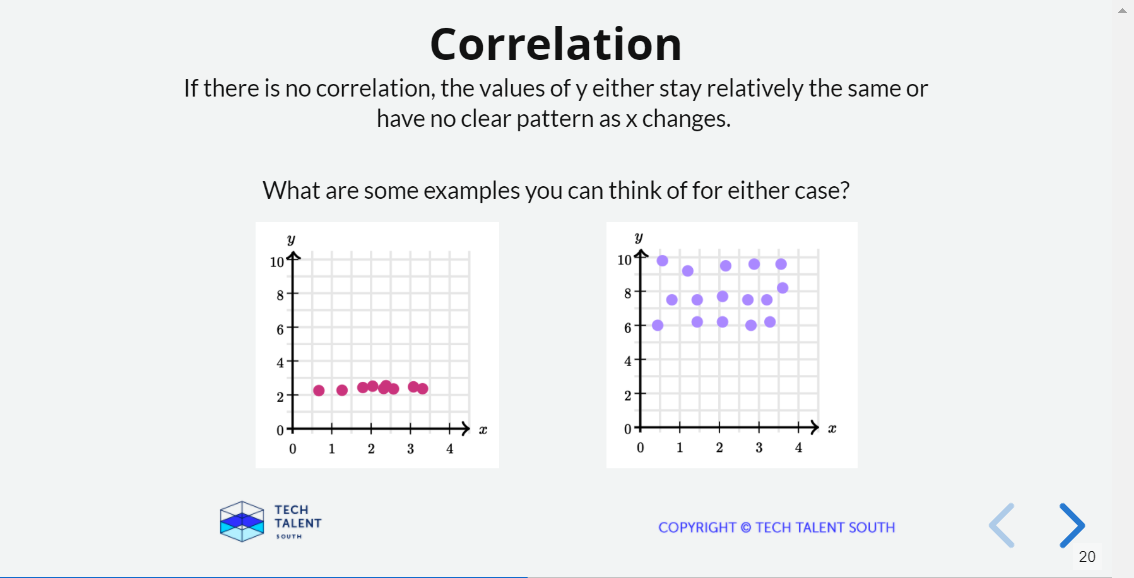 Correlation
If there is no correlation, the values of y either stay relatively the same or
have no clear pattern as x changes.
What are some examples you can think of for either case?
y
10
8
6
4
2
0
x
0 1 2 3 4
y
10
8
6
4
2
0
x
0 1 2 3 4
TECH
TALENT
SOUTH
COPYRIGHT © TECH TALENT SOUTH
20